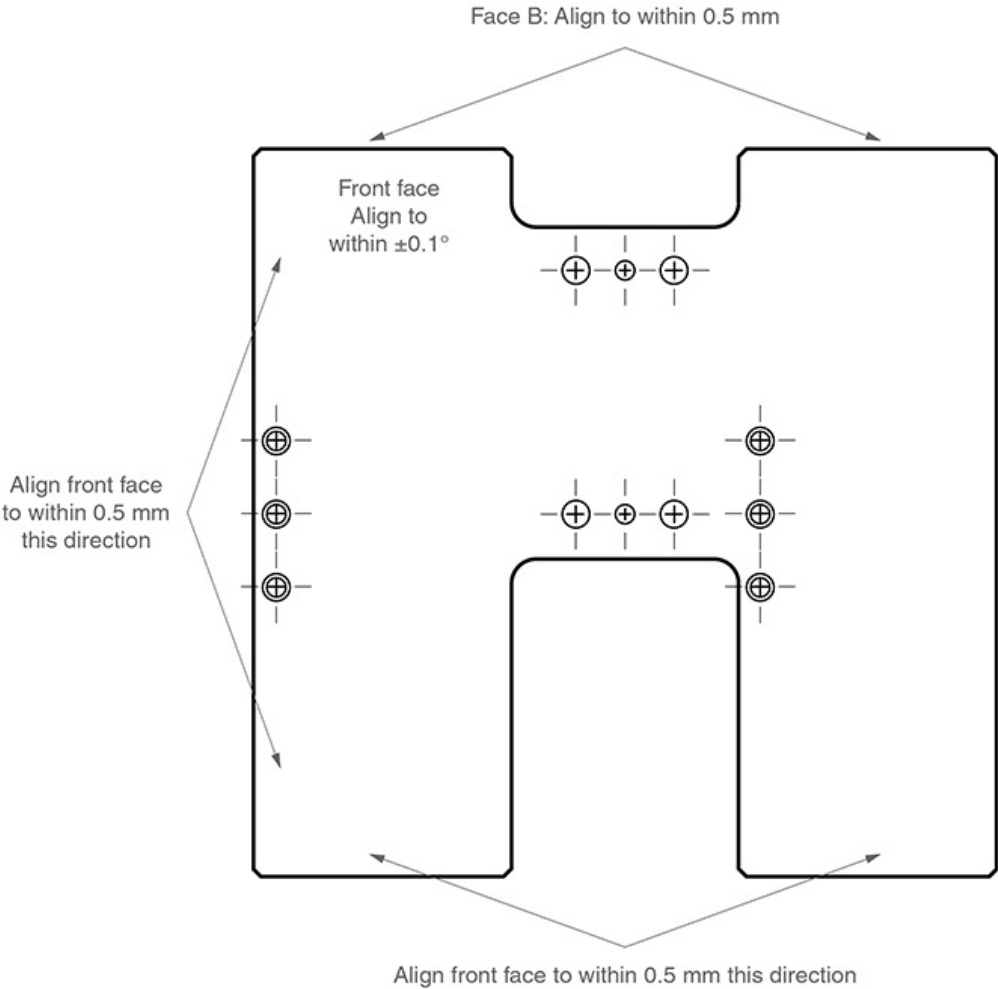 Face B: Align to within 0.5 mm
Front face
Align to
within ±0.1°
Align front face
to within 0.5 mm
this direction
Align front face to within 0.5 mm this direction